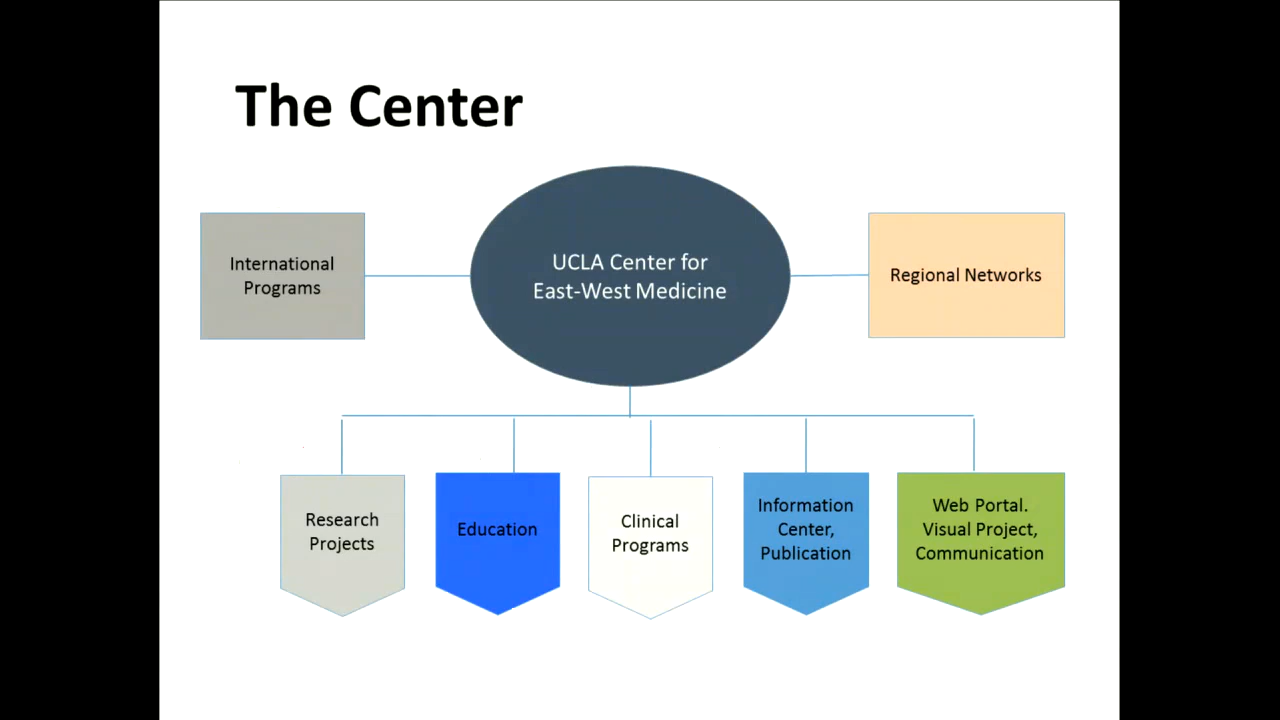 The Center
International
Programs
UCLA Center for
East-West Medicine
Regional Networks
Research
Projects
Education
Clinical
Programs
Information
Center,
Publication
Web Portal.
Visual Project,
Communication